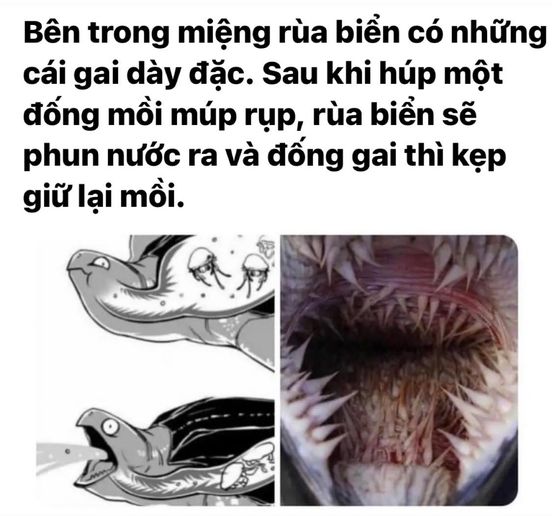 Bên trong miệng rùa biển có những
cái gai dày đặc. Sau khi húp một
đống mồi múp rụp, rùa biển sẽ
phun nước ra và đống gai thì kẹp
giữ lại mồi.